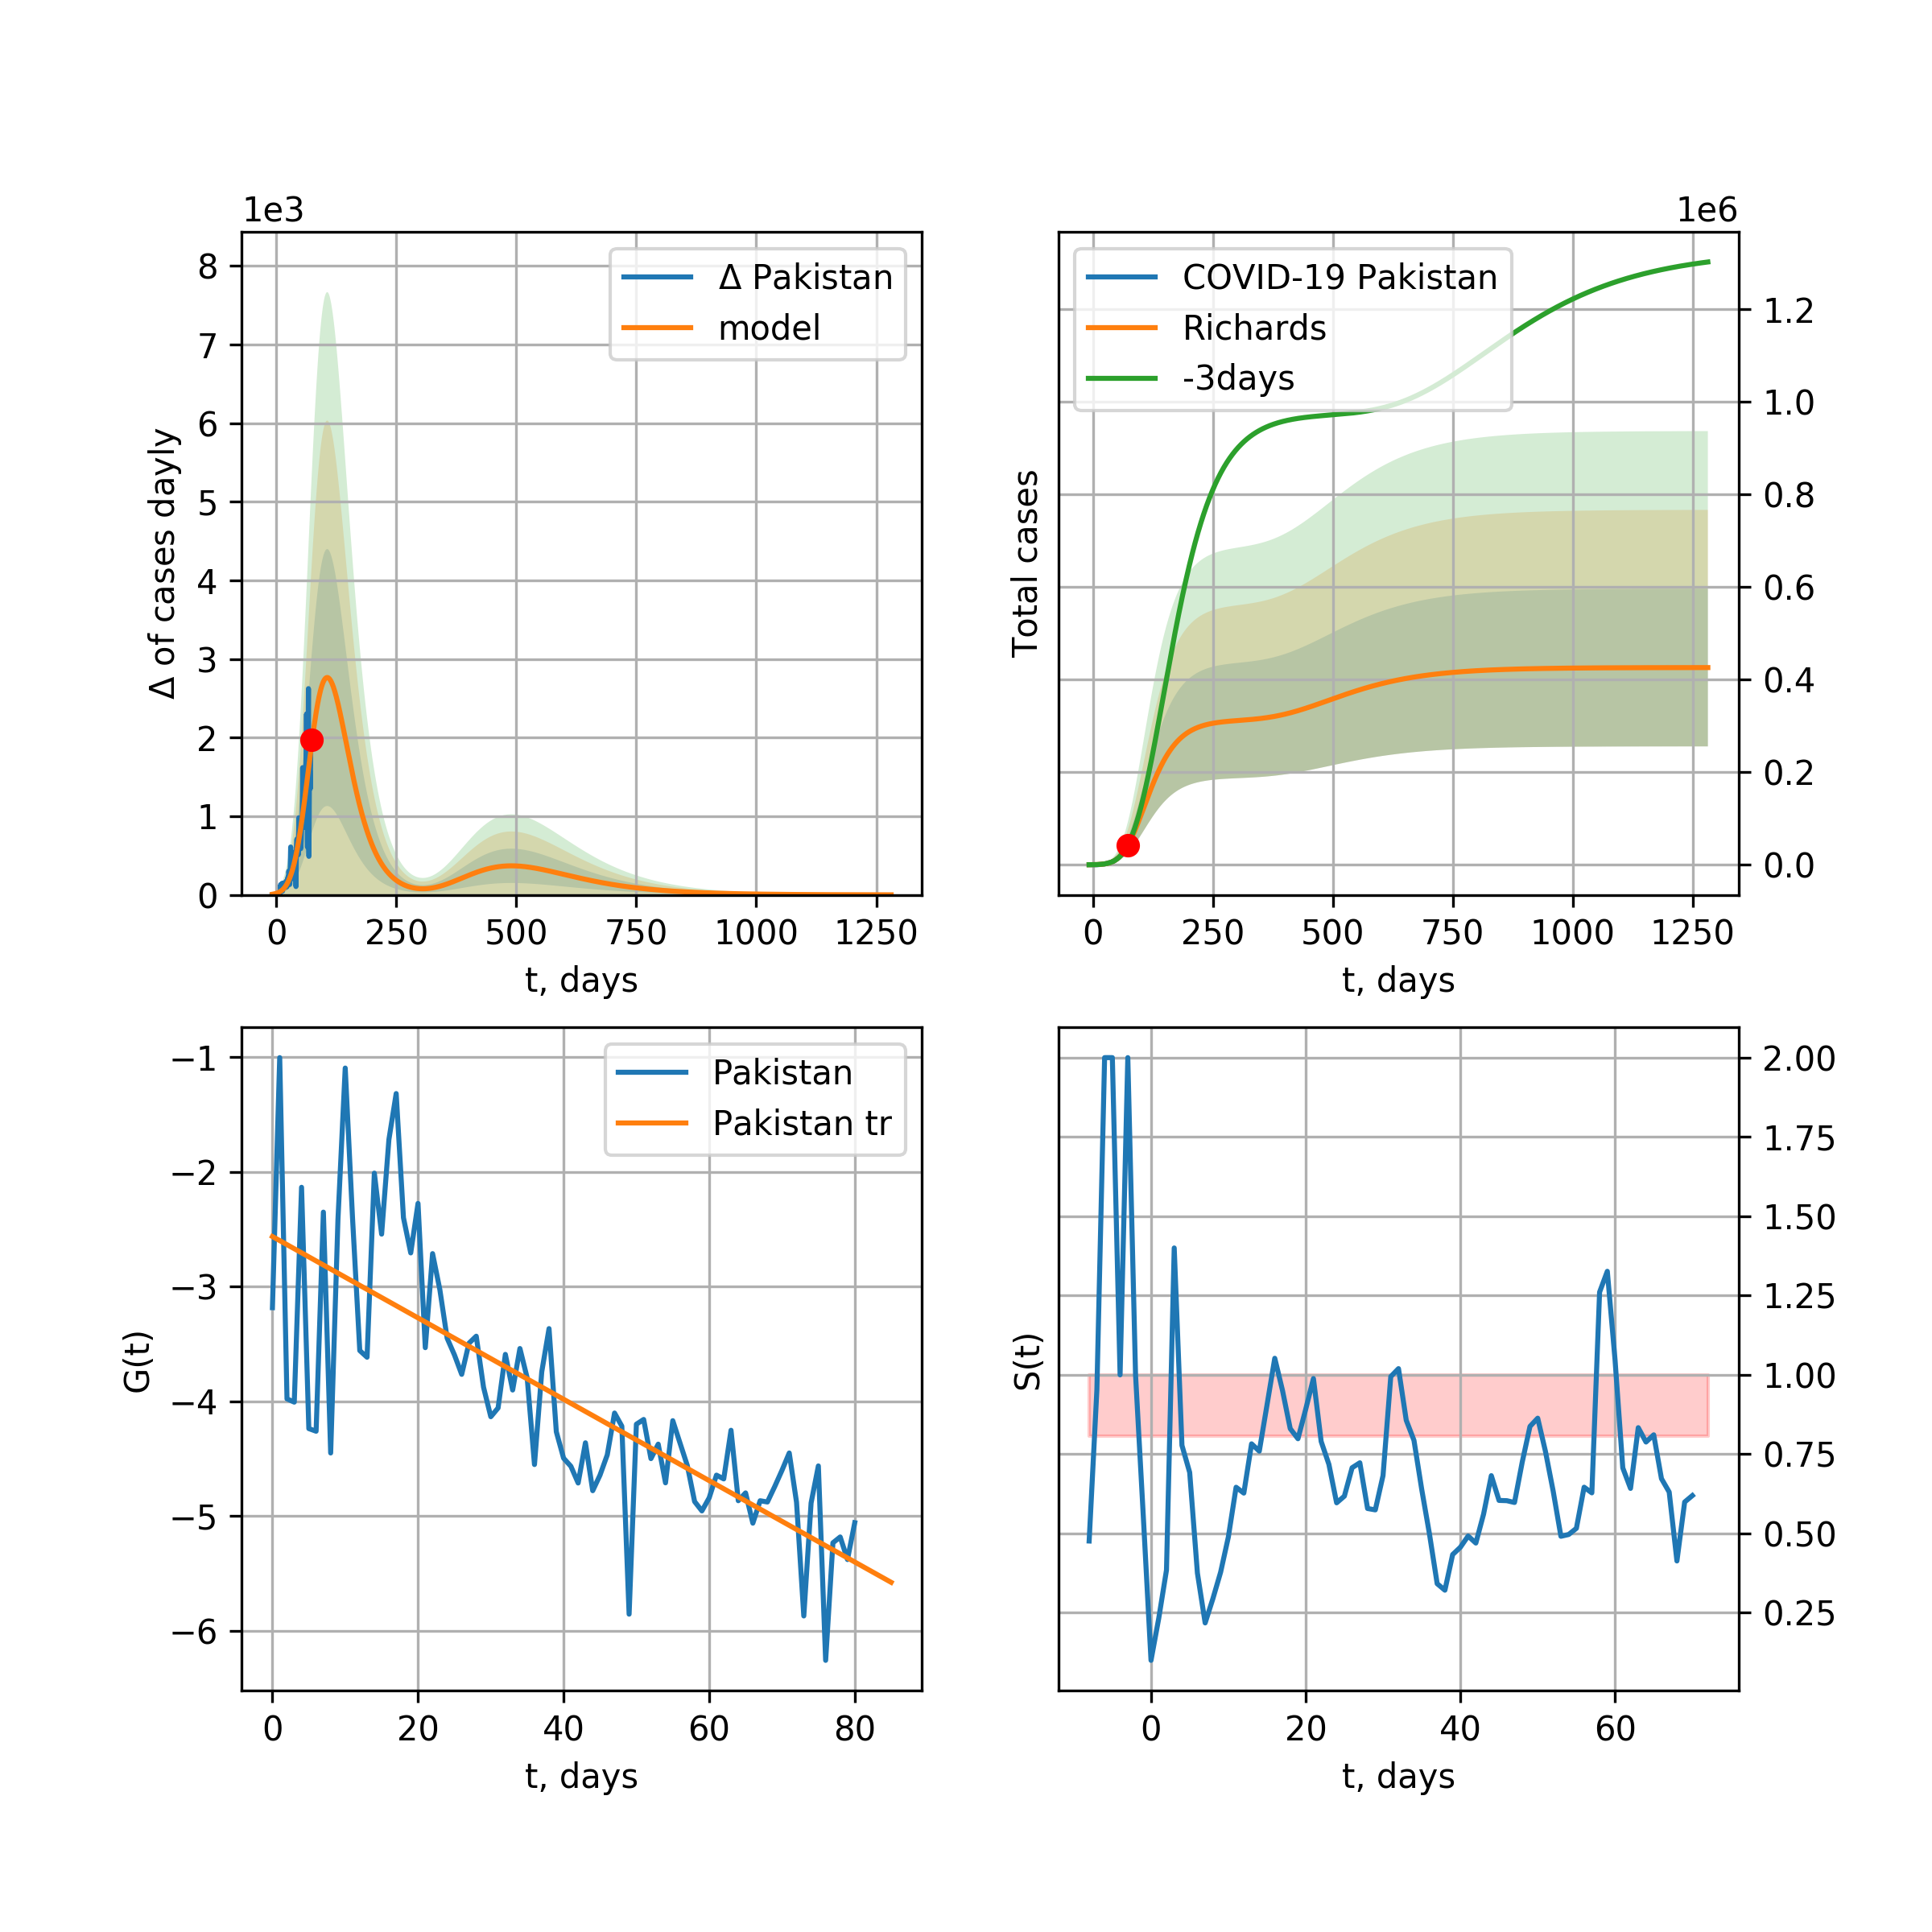 1e3
8
7
6
5
4
3
2
1
0
Δ of cases dayly
Δ Pakistan
model
0 250 500 750 1000 1250
t, days
1e6
COVID-19 Pakistan
Richards
-3days
Total cases
1.2
1.0
0.8
0.6
0.4
0.2
0.0
0 250 500 750 1000 1250
t, days
−1
−2
−3
−4
−5
−6
G(t)
Pakistan
Pakistan tr
0 20 40 60 80
t, days
S(t)
2.00
1.75
1.50
1.25
1.00
0.75
0.50
0.25
0 20 40 60
t, days